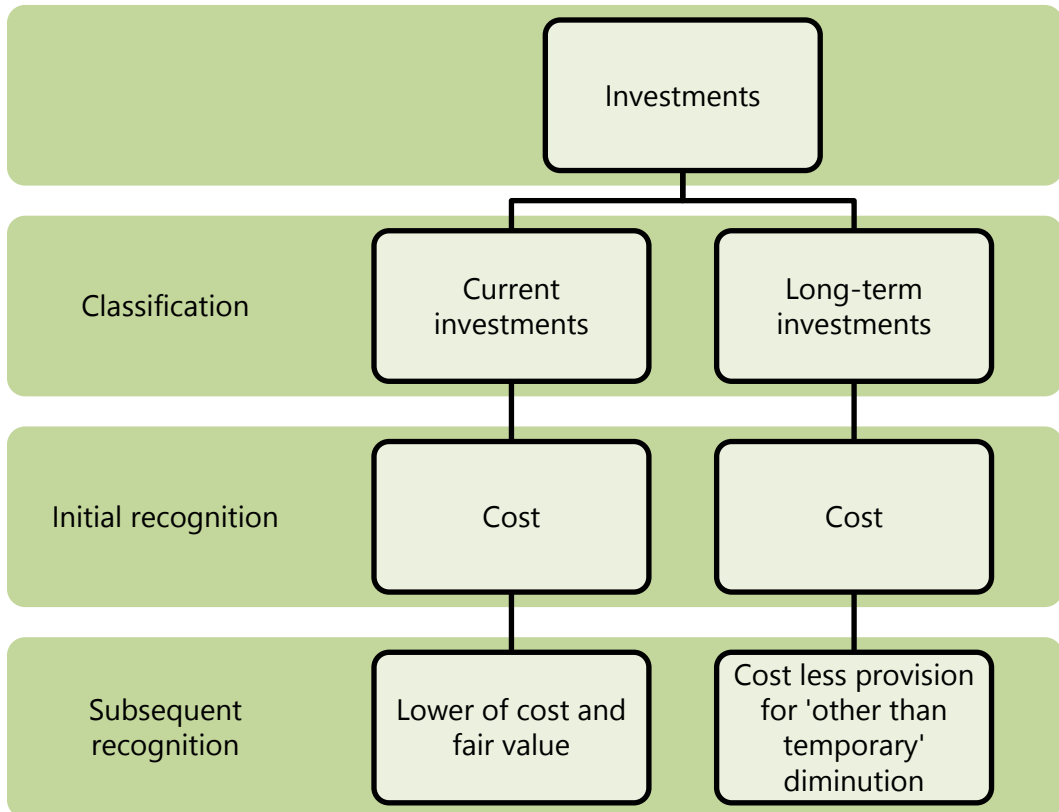 Investments
Classification
Current
investments
Long-term
investments
Initial recognition
Cost
Cost
Subsequent
recognition
Lower of cost and
fair value
Cost less provision
for 'other than
temporary'
diminution